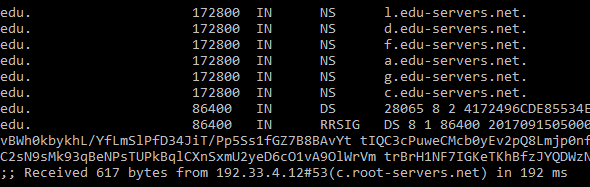 edu. 172800 IN NS l.edu-servers.net.
edu. 172800 IN NS d.edu-servers.net.
edu. 172800 IN NS f.edu-servers.net.
edu. 172800 IN NS a.edu-servers.net.
edu. 172800 IN NS g.edu-servers.net.
edu. 172800 IN NS c.edu-servers.net.
edu. 86400 IN DS 28065 8 2 4172496CDE85534E
edu. 86400 IN RRSIG DS 8 1 86400 2017091505000
vBWh0kbykhL/YfLmSlPfD34JiT/Pp5Ss1fGZ7B8BAvYt tIQC3cPuweCMcb0yEv2pQ8Lmjp0nf
C2sN9sMk93qBeNPsTUPkBqlCXnSxmU2yeD6cO1vA9OlWrVm trBrH1NF7IGKeTKhBfzJYQDWzN
;; Received 617 bytes from 192.33.4.12#53(c.root-servers.net) in 192 ms